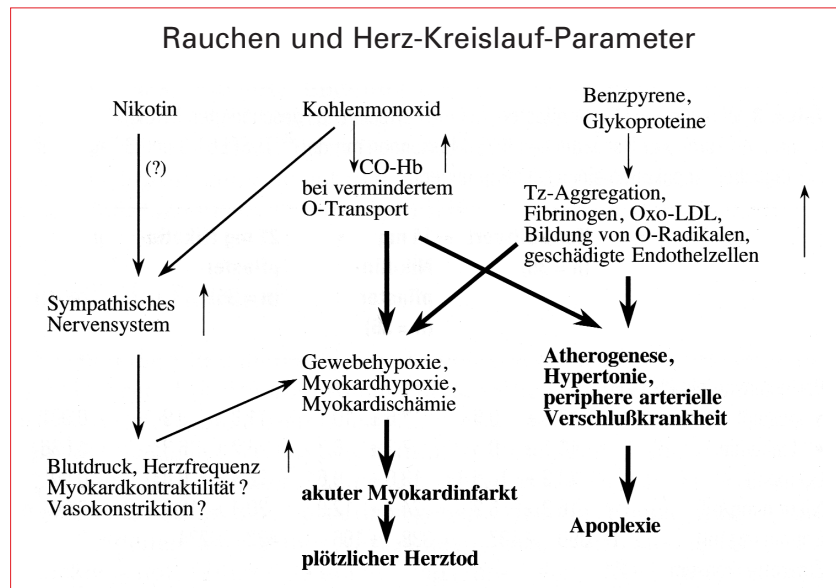 Rauchen und Herz-Kreislauf-Parameter
Nikotin
Kohlenmonoxid
Benzpyrene,
Glykoproteine
(?)
CO-Hb
bei vermindertem
O-Transport
Tz-Aggregation,
Fibrinogen, Oxo-LDL,
Bildung von O-Radikalen,
geschädigte Endothelzellen
Sympathisches
Nervensystem
Gewebehypoxie,
Myokardhypoxie,
Myokardischämie
Atherogenese,
Hypertonie,
periphere arterielle
Verschlußkrankheit
Blutdruck, Herzfrequenz
Myokardkontraktilität ?
Vasokonstriktion ?
akuter Myokardinfarkt
Apoplexie
plötzlicher Herztod